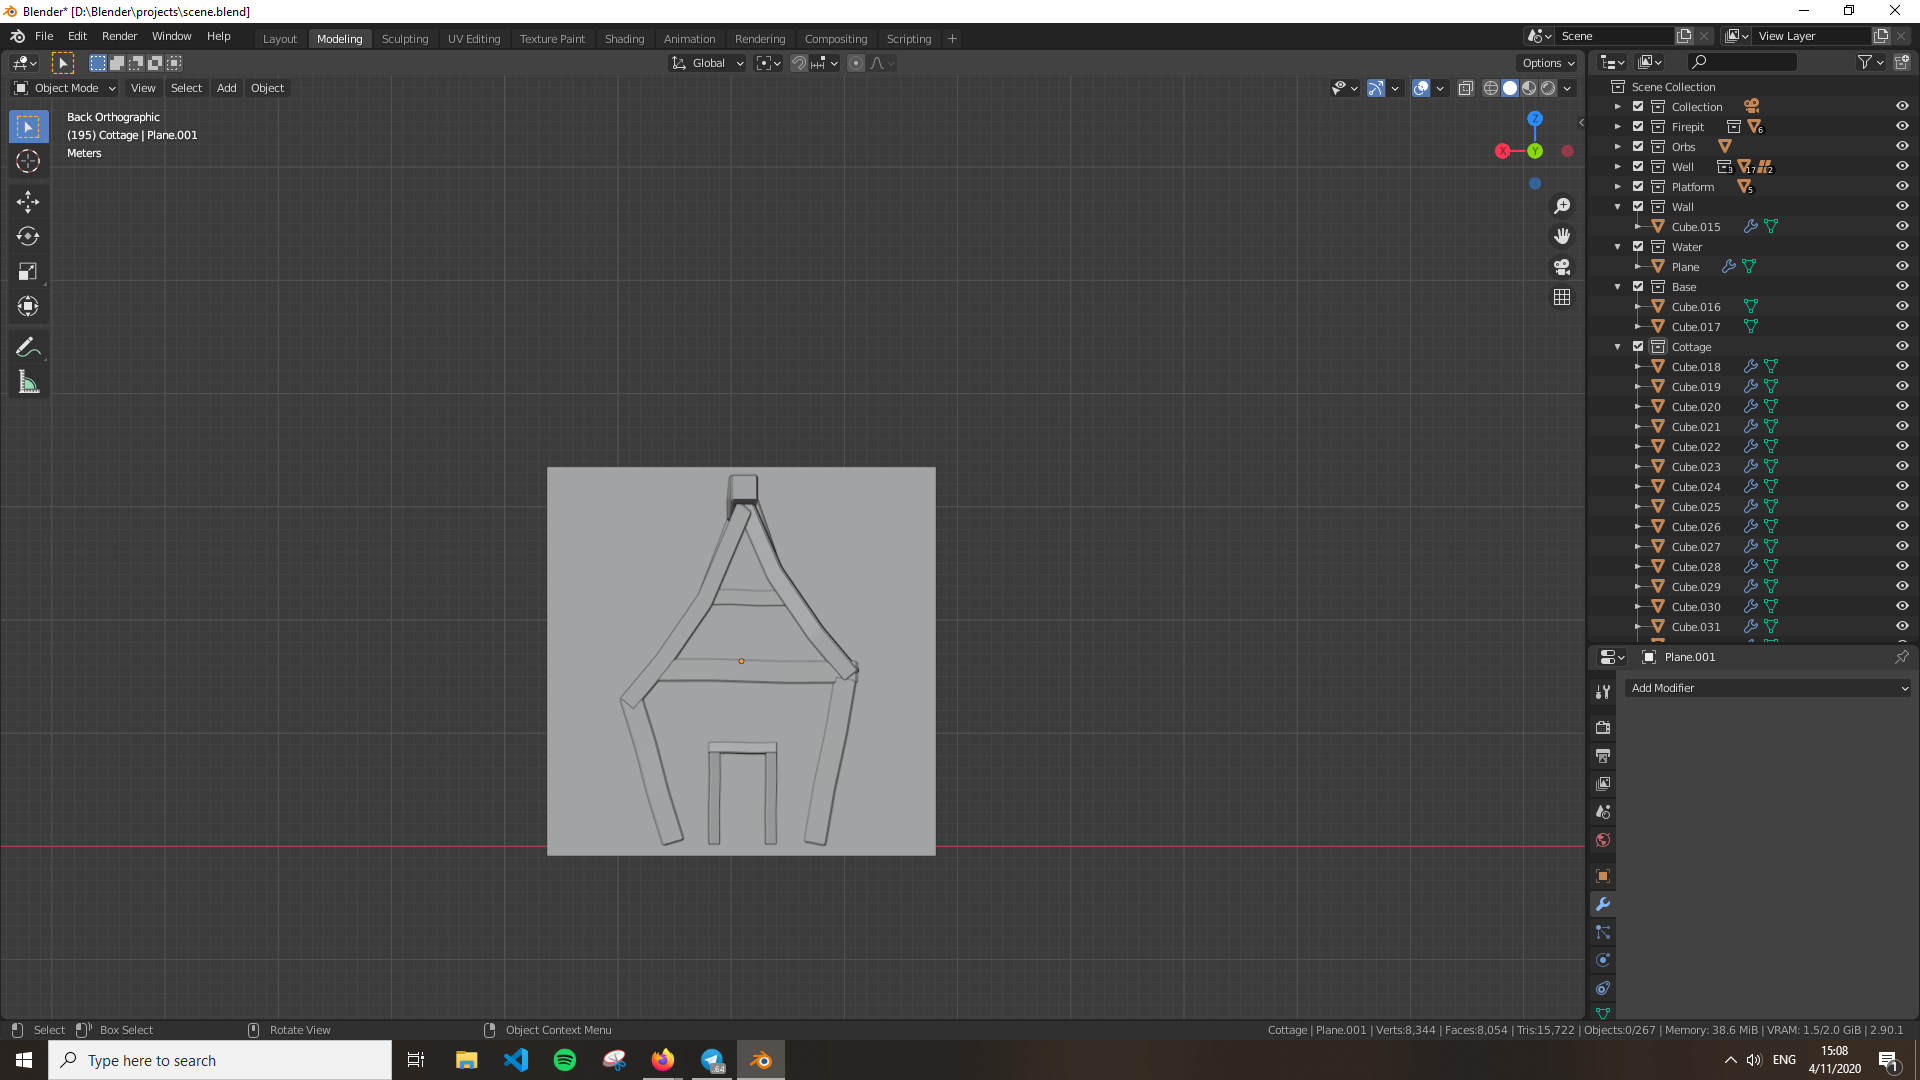 Blender* [D:\Blender\projects\scene.blend]
File Edit Render Window Help
Layout Modeling Sculpting UV Editing Texture Paint Shading Animation Rendering Compositing Scripting
Scene
View Layer
Global
Options
Object Mode View Select Add Object
Back Orthographic
(195) Cottage | Plane.001
Meters
Z
X
Y
Scene Collection
Collection
Firepit 6
Orbs
Well 3 17 2
Platform 5
Wall
Cube.015
Water
Plane
Base
Cube.016
Cube.017
Cottage
Cube.018
Cube.019
Cube.020
Cube.021
Cube.022
Cube.023
Cube.024
Cube.025
Cube.026
Cube.027
Cube.028
Cube.029
Cube.030
Cube.031
Plane.001
Add Modifier
Select Box Select Rotate View Object Context Menu
Cottage | Plane.001 | Verts:8,344 | Faces:8,054 | Tris:15,722 | Objects:0/267 | Memory: 38.6 MiB | VRAM: 1.5/2.0 GiB | 2.90.1
Type here to search
.64
ENG
15:08
4/11/2020
1